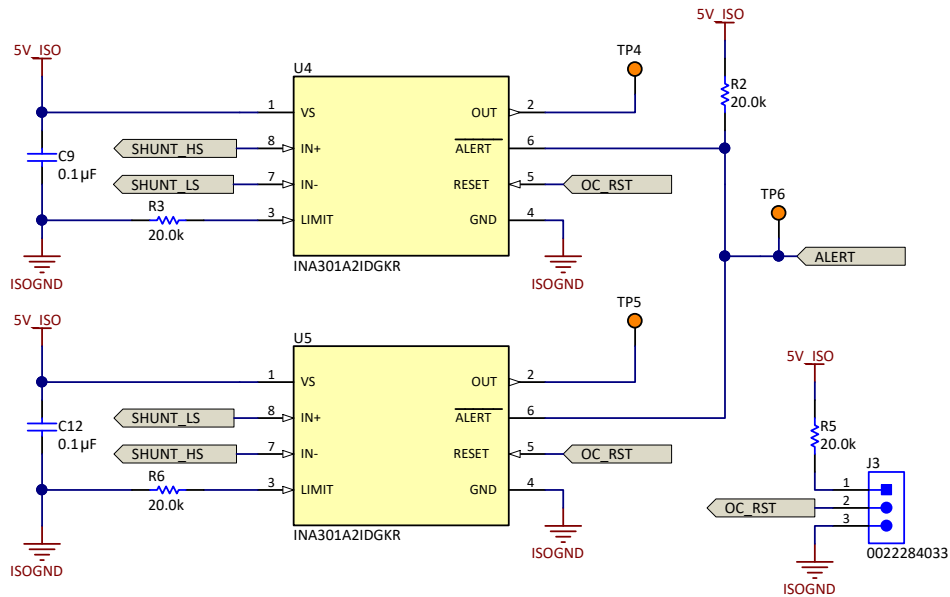 5V_ISO
C9
0.1µF
ISOGND
SHUNT_HS
SHUNT_LS
R3
20.0k
U4
1
8
7
3
VS
IN+
IN-
LIMIT
OUT
ALERT
RESET
GND
2
6
5
4
INA301A2IDGKR
TP4
OC_RST
ISOGND
5V_ISO
R2
20.0k
TP6
ALERT
5V_ISO
C12
0.1µF
ISOGND
SHUNT_LS
SHUNT_HS
R6
20.0k
U5
1
8
7
3
VS
IN+
IN-
LIMIT
OUT
ALERT
RESET
GND
2
6
5
4
INA301A2IDGKR
TP5
OC_RST
ISOGND
5V_ISO
R5
20.0k
J3
1
2
3
OC_RST
0022284033
ISOGND